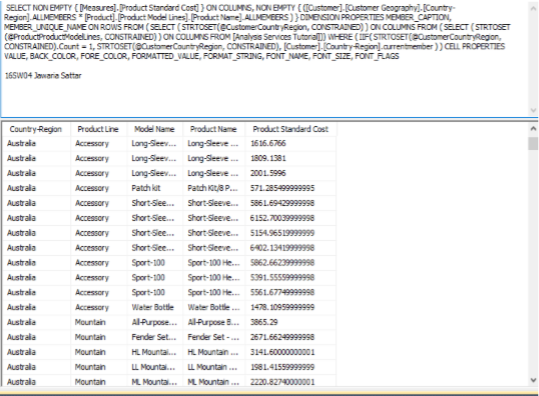 SELECT NON EMPTY { [Measures].[Product Standard Cost] } ON COLUMNS, NON EMPTY { ([Customer].[Customer Geography].[Country-
Region].ALLMEMBERS * [Product].[Product Model Lines].[Product Name].ALLMEMBERS ) } DIMENSION PROPERTIES MEMBER_CAPTION,
MEMBER_UNIQUE_NAME ON ROWS FROM ( SELECT ( STRTOSET(@CustomerCountryRegion, CONSTRAINED) ) ON COLUMNS FROM ( SELECT ( STRTOSET
(@ProductProductModelLines, CONSTRAINED) ) ON COLUMNS FROM [Analysis Services Tutorial])) WHERE ( IIF( STRTOSET(@CustomerCountryRegion,
CONSTRAINED).Count = 1, STRTOSET(@CustomerCountryRegion, CONSTRAINED), [Customer].[Country-Region].currentmember ) ) CELL PROPERTIES
VALUE, BACK_COLOR, FORE_COLOR, FORMATTED_VALUE, FORMAT_STRING, FONT_NAME, FONT_SIZE, FONT_FLAGS
16SW04 Jawaria Sattar
Country-Region Product Line Model Name Product Name Product Standard Cost
Australia Accessory Long-Sleev... Long-Sleeve ... 1616.6766
Australia Accessory Long-Sleev... Long-Sleeve ... 1809.1381
Australia Accessory Long-Sleev... Long-Sleeve ... 2001.5996
Australia Accessory Patch kit Patch Kit/8 P... 571.285499999995
Australia Accessory Short-Slee... Short-Sleeve... 5861.69429999998
Australia Accessory Short-Slee... Short-Sleeve... 6152.70039999998
Australia Accessory Short-Slee... Short-Sleeve... 5154.96519999999
Australia Accessory Short-Slee... Short-Sleeve... 6402.13419999998
Australia Accessory Sport-100 Sport-100 He... 5862.66239999998
Australia Accessory Sport-100 Sport-100 He... 5391.55559999998
Australia Accessory Sport-100 Sport-100 He... 5561.67749999998
Australia Accessory Water Bottle Water Bottle ... 1478.10959999999
Australia Mountain All-Purpose... All-Purpose B... 3865.29
Australia Mountain Fender Set... Fender Set - ... 2671.66249999998
Australia Mountain HL Mountai... HL Mountain ... 3141.60000000001
Australia Mountain LL Mountai... LL Mountain ... 1981.41559999999
Australia Mountain ML Mountai... ML Mountain ... 2220.82740000001